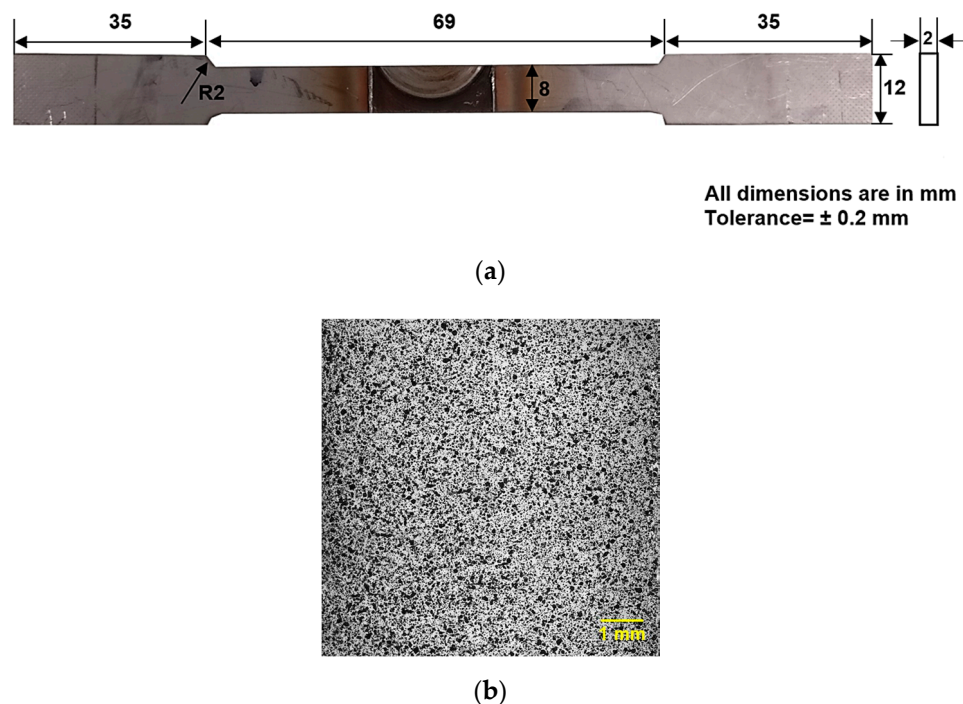 35
69
35
2
R2
8
12
All dimensions are in mm
Tolerance= ± 0.2 mm
(a)
1 mm
(b)